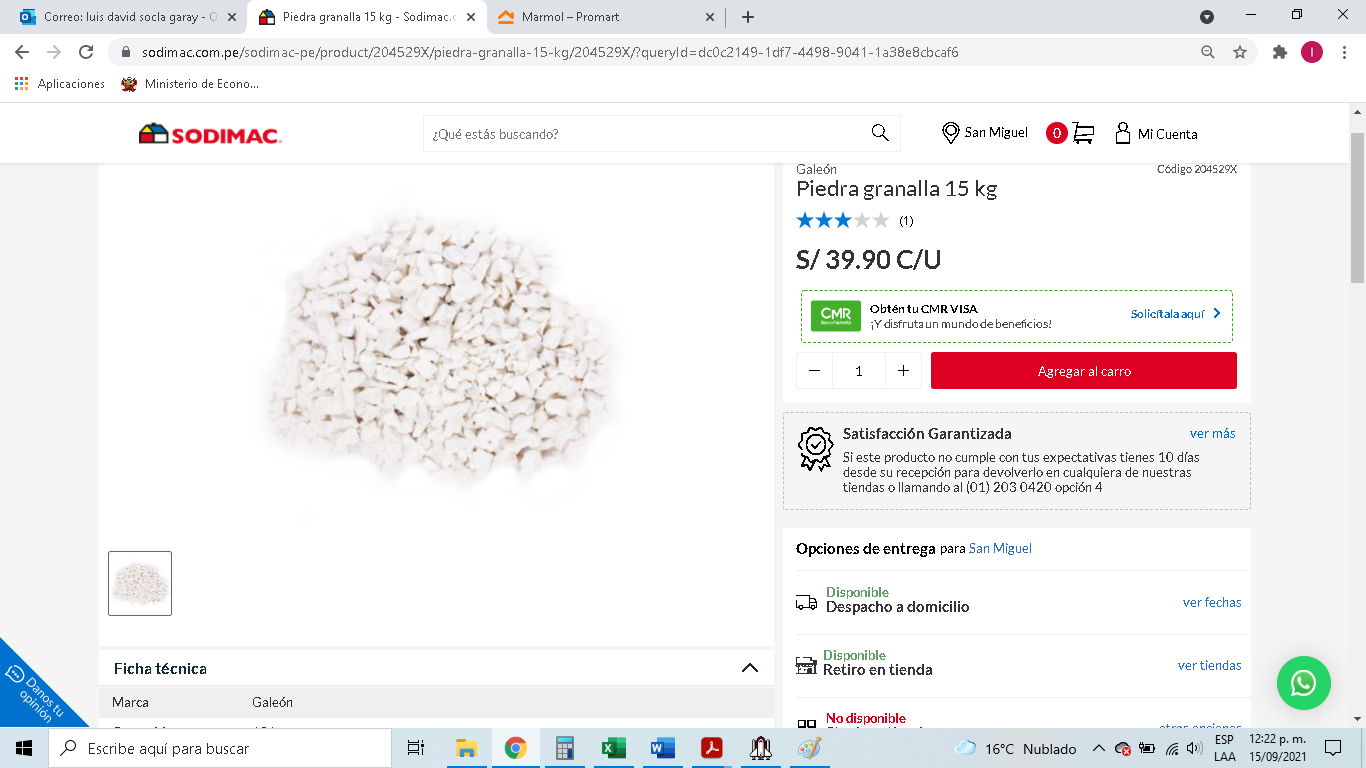 Correo: luis david socla garay - O
Piedra granalla 15 kg - Sodimac.c
Marmol – Promart
sodimac.com.pe/sodimac-pe/product/204529X/piedra-granalla-15-kg/204529X/?queryId=dc0c2149-1df7-4498-9041-1a38e8cbcaf6
I
Aplicaciones
Ministerio de Econo...
SODIMAC
¿Qué estás buscando?
San Miguel
0
Mi Cuenta
Galeón
Código 204529X
Piedra granalla 15 kg
(1)
S/ 39.90 C/U
CMR
Obtén tu CMR VISA
¡Y disfruta un mundo de beneficios!
Solicítala aquí
1
Agregar al carro
Satisfacción Garantizada
ver más
Si este producto no cumple con tus expectativas tienes 10 días
desde su recepción para devolverlo en cualquiera de nuestras
tiendas o llamando al (01) 203 0420 opción 4
Opciones de entrega para San Miguel
Disponible
Despacho a domicilio
ver fechas
Disponible
Retiro en tienda
ver tiendas
No disponible
otras opciones
Ficha técnica
Marca
Galeón
Danos tu
opinión
Escribe aquí para buscar
16°C Nublado
ESP
LAA
12:22 p. m.
15/09/2021